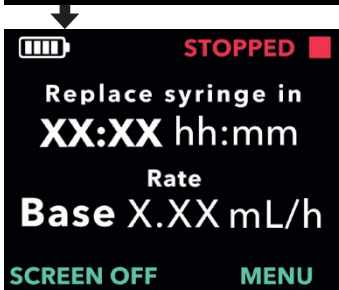 STOPPED
Replace syringe in
XX:XX hh:mm
Rate
Base X.XX mL/h
SCREEN OFF MENU